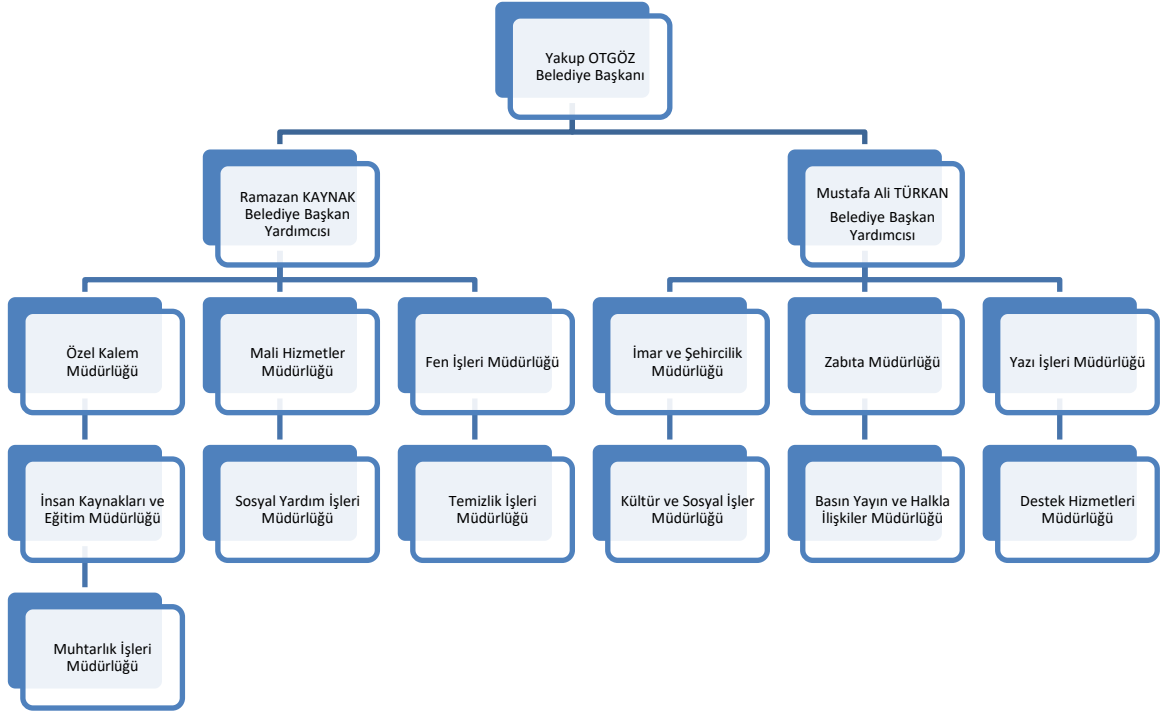 Yakup OTGÖZ
Belediye Başkanı
Ramazan KAYNAK
Belediye Başkan
Yardımcısı
Mustafa Ali TÜRKAN
Belediye Başkan
Yardımcısı
Özel Kalem
Müdürlüğü
Mali Hizmetler
Müdürlüğü
Fen İşleri Müdürlüğü
İmar ve Şehircilik
Müdürlüğü
Zabıta Müdürlüğü
Yazı İşleri Müdürlüğü
İnsan Kaynakları ve
Eğitim Müdürlüğü
Sosyal Yardım İşleri
Müdürlüğü
Temizlik İşleri
Müdürlüğü
Kültür ve Sosyal İşler
Müdürlüğü
Basın Yayın ve Halkla
İlişkiler Müdürlüğü
Destek Hizmetleri
Müdürlüğü
Muhtarlık İşleri
Müdürlüğü